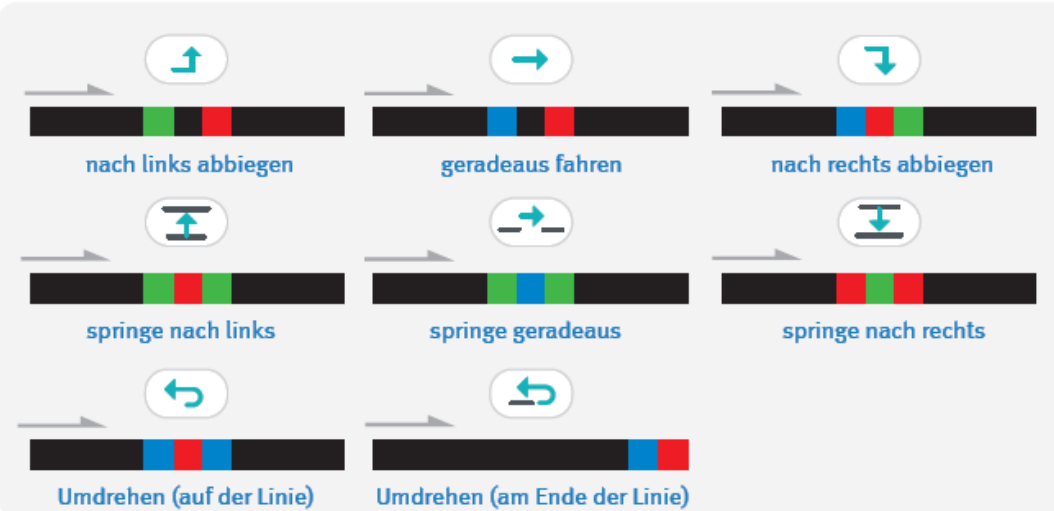 nach links abbiegen
geradeaus fahren
nach rechts abbiegen
springe nach links
springe geradeaus
springe nach rechts
Umdrehen (auf der Linie)
Umdrehen (am Ende der Linie)